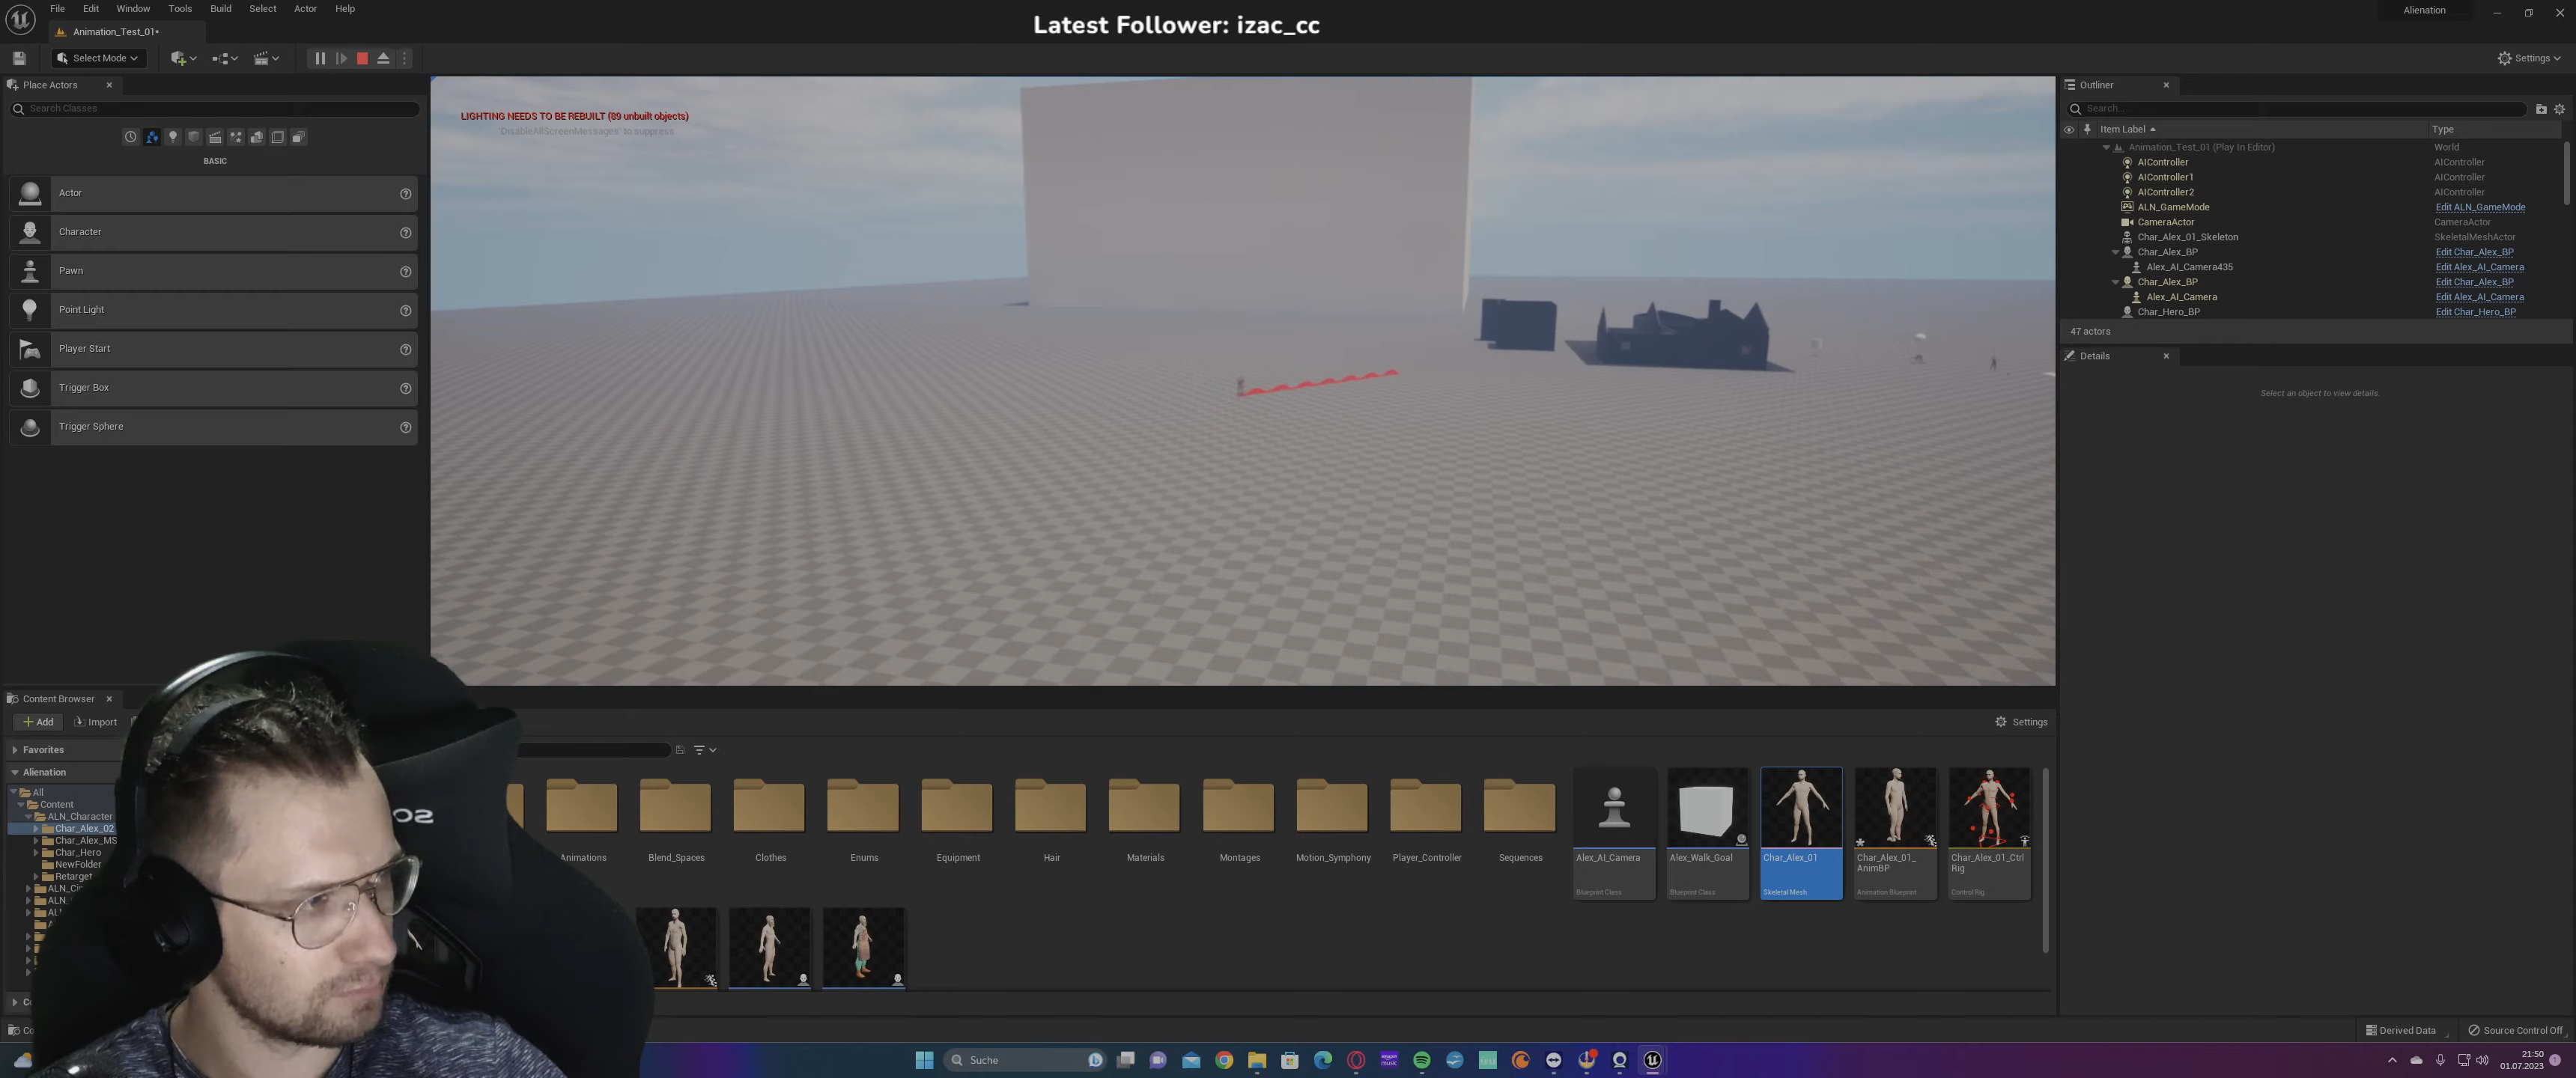 File Edit Window Tools Build Select Actor Help
Latest Follower: izac_cc
Alienation
Animation_Test_01•
Select Mode
Settings
Place Actors
Search Classes
BASIC
Actor
Character
Pawn
Point Light
Player Start
Trigger Box
Trigger Sphere
LIGHTING NEEDS TO BE REBUILT (89 unbuilt objects)
'DisableAllScreenMessages' to suppress
Outliner
Search...
Item Label Type
Animation_Test_01 (Play In Editor) World
AIController AIController
AIController1 AIController
AIController2 AIController
ALN_GameMode Edit ALN_GameMode
CameraActor CameraActor
Char_Alex_01_Skeleton SkeletalMeshActor
Char_Alex_BP Edit Char_Alex_BP
Alex_AI_Camera435 Edit Alex_AI_Camera
Char_Alex_BP Edit Char_Alex_BP
Alex_AI_Camera Edit Alex_AI_Camera
Char_Hero_BP Edit Char_Hero_BP
47 actors
Details
Select an object to view details
Content Browser
Add Import
Settings
Favorites
Alienation
All
Content
ALN_Character
Char_Alex_02
Char_Alex_MS
Char_Hero
NewFolder
Retarget
Animations
Blend_Spaces
Clothes
Enums
Equipment
Hair
Materials
Montages
Motion_Symphony
Player_Controller
Sequences
Alex_AI_Camera
Blueprint Class
Alex_Walk_Goal
Blueprint Class
Char_Alex_01
Skeletal Mesh
Char_Alex_01_
AnimBP
Animation Blueprint
Char_Alex_01_Ctrl
Rig
Control Rig
Derived Data
Source Control Off
Suche
music
21:50
01.07.2023